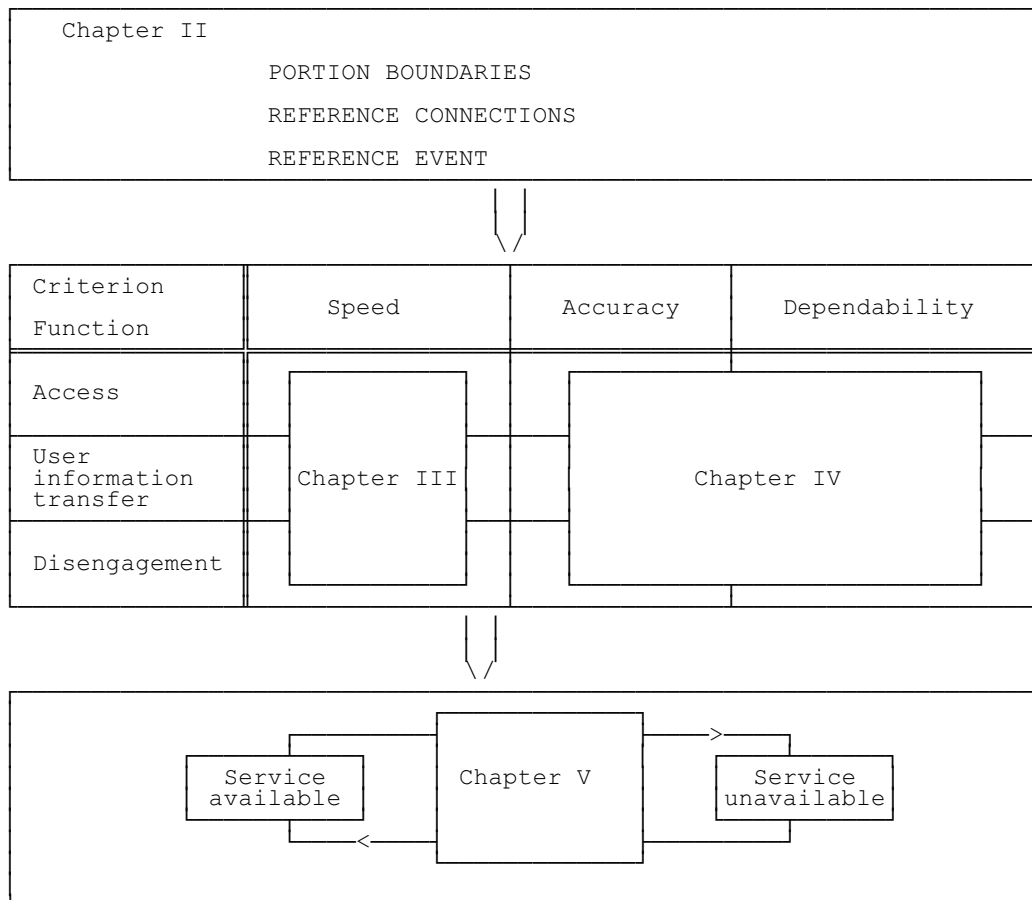 Chapter II
PORTION BOUNDARIES
REFERENCE CONNECTIONS
REFERENCE EVENT
Criterion
Function
Speed
Accuracy
Dependability
Access
User
information
transfer
Disengagement
Chapter III
Chapter IV
Service
available
Chapter V
Service
unavailable